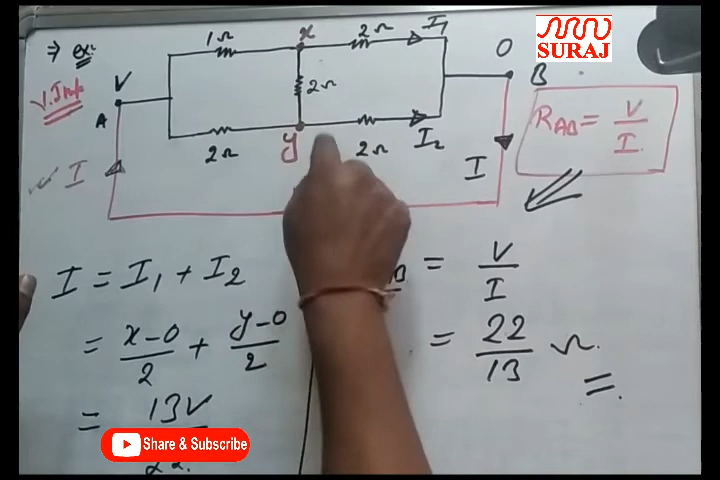 ⇒ ex:
V. Imp
1Ω
x
2Ω
I₁
O
SURAJ
V
A
2Ω
B
R_AB = V/I
2Ω
y
2Ω
I₂
I
I
I = I₁ + I₂
= x-0/2 + y-0/2
= 13V
B = V/I
= 22/13 Ω.
Share & Subscribe